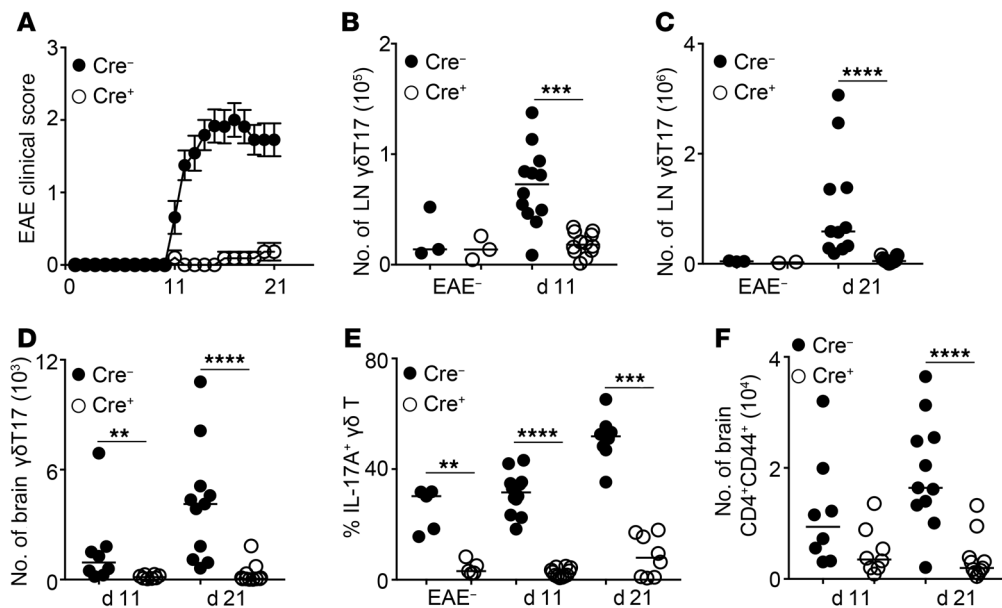 A
EAE clinical score
3
2
1
0
Cre⁻
Cre⁺
0
11
21
B
No. of LN γδT17 (10⁵)
2
1
0
Cre⁻
Cre⁺
***
EAE⁻
d 11
C
No. of LN γδT17 (10⁶)
4
2
0
Cre⁻
Cre⁺
****
EAE⁻
d 21
D
No. of brain γδT17 (10³)
12
6
0
Cre⁻
Cre⁺
**
****
d 11
d 21
E
% IL-17A⁺ γδ T
80
40
0
Cre⁻
Cre⁺
**
****
***
EAE⁻
d 11
d 21
F
No. of brain
CD4⁺CD44⁺ (10⁴)
4
2
0
Cre⁻
Cre⁺
****
d 11
d 21